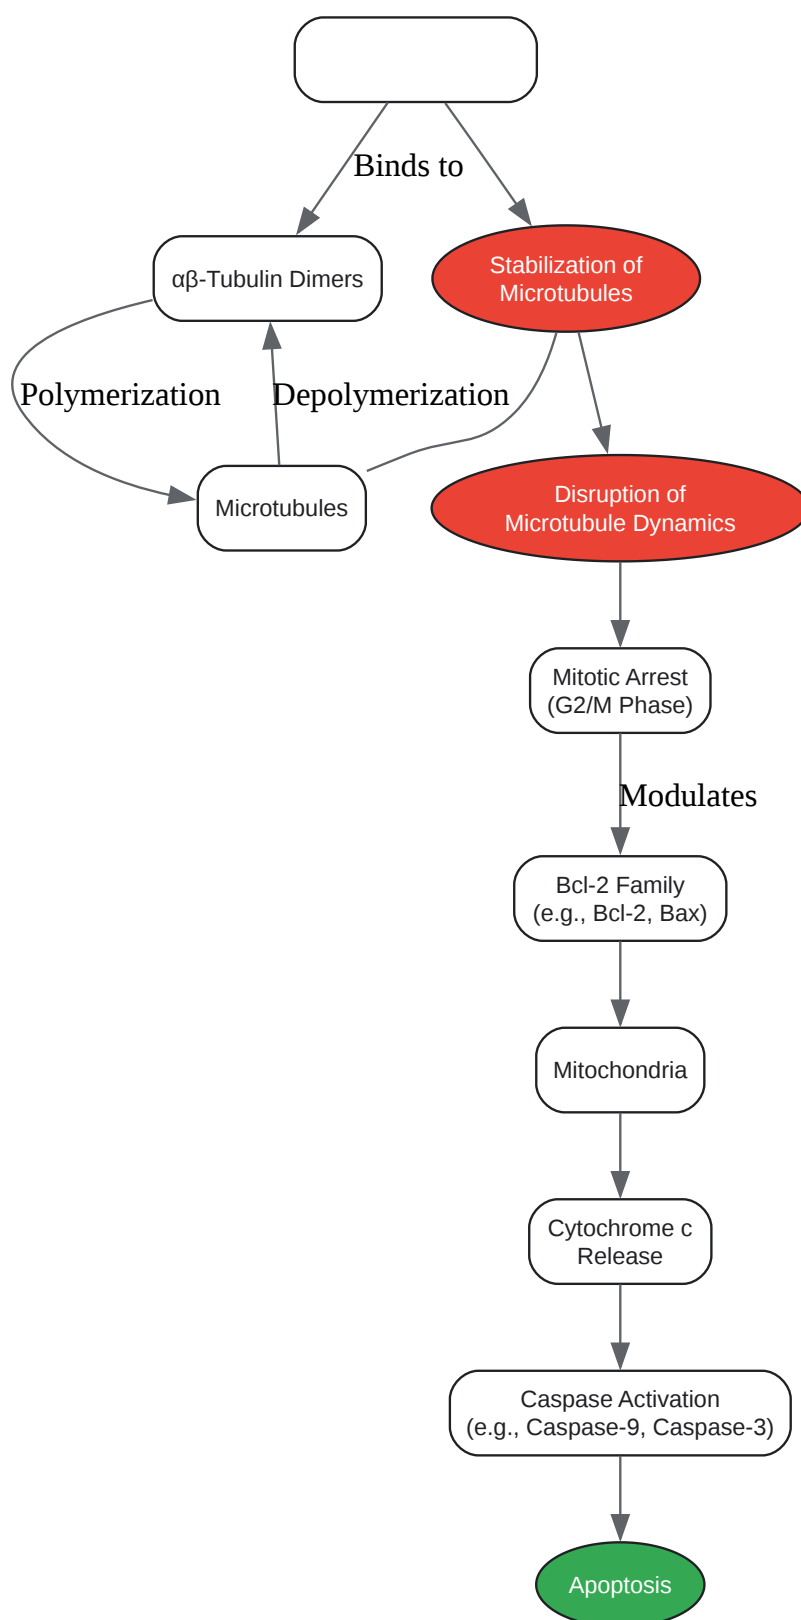 Binds to
αβ-Tubulin Dimers
Stabilization of
Microtubules
Polymerization
Depolymerization
Microtubules
Disruption of
Microtubule Dynamics
Mitotic Arrest
(G2/M Phase)
Modulates
Bcl-2 Family
(e.g., Bcl-2, Bax)
Mitochondria
Cytochrome c
Release
Caspase Activation
(e.g., Caspase-9, Caspase-3)
Apoptosis